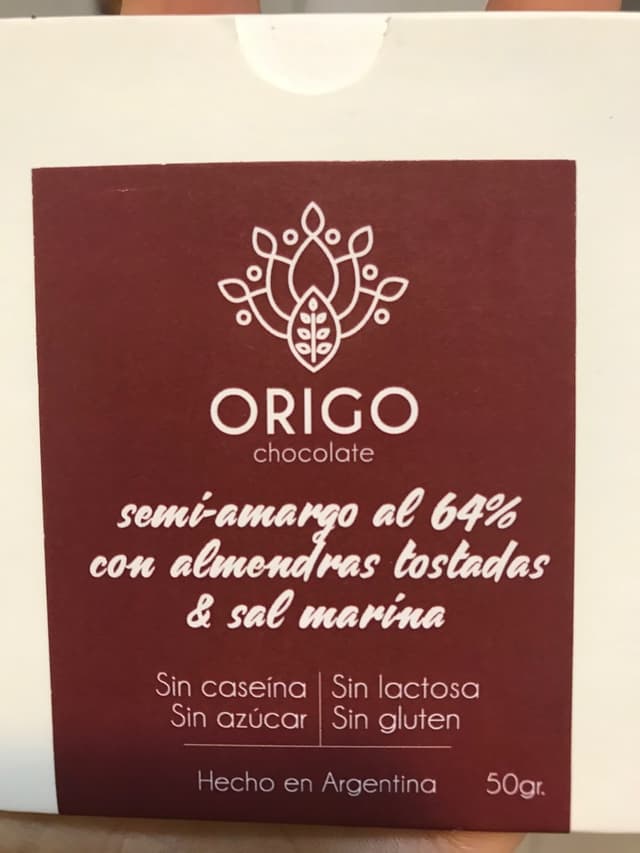 ORIGO
chocolate
semi-amargo al 64%
con almendras tostadas
& sal marina
Sin caseína | Sin lactosa
Sin azúcar | Sin gluten
Hecho en Argentina 50gr.